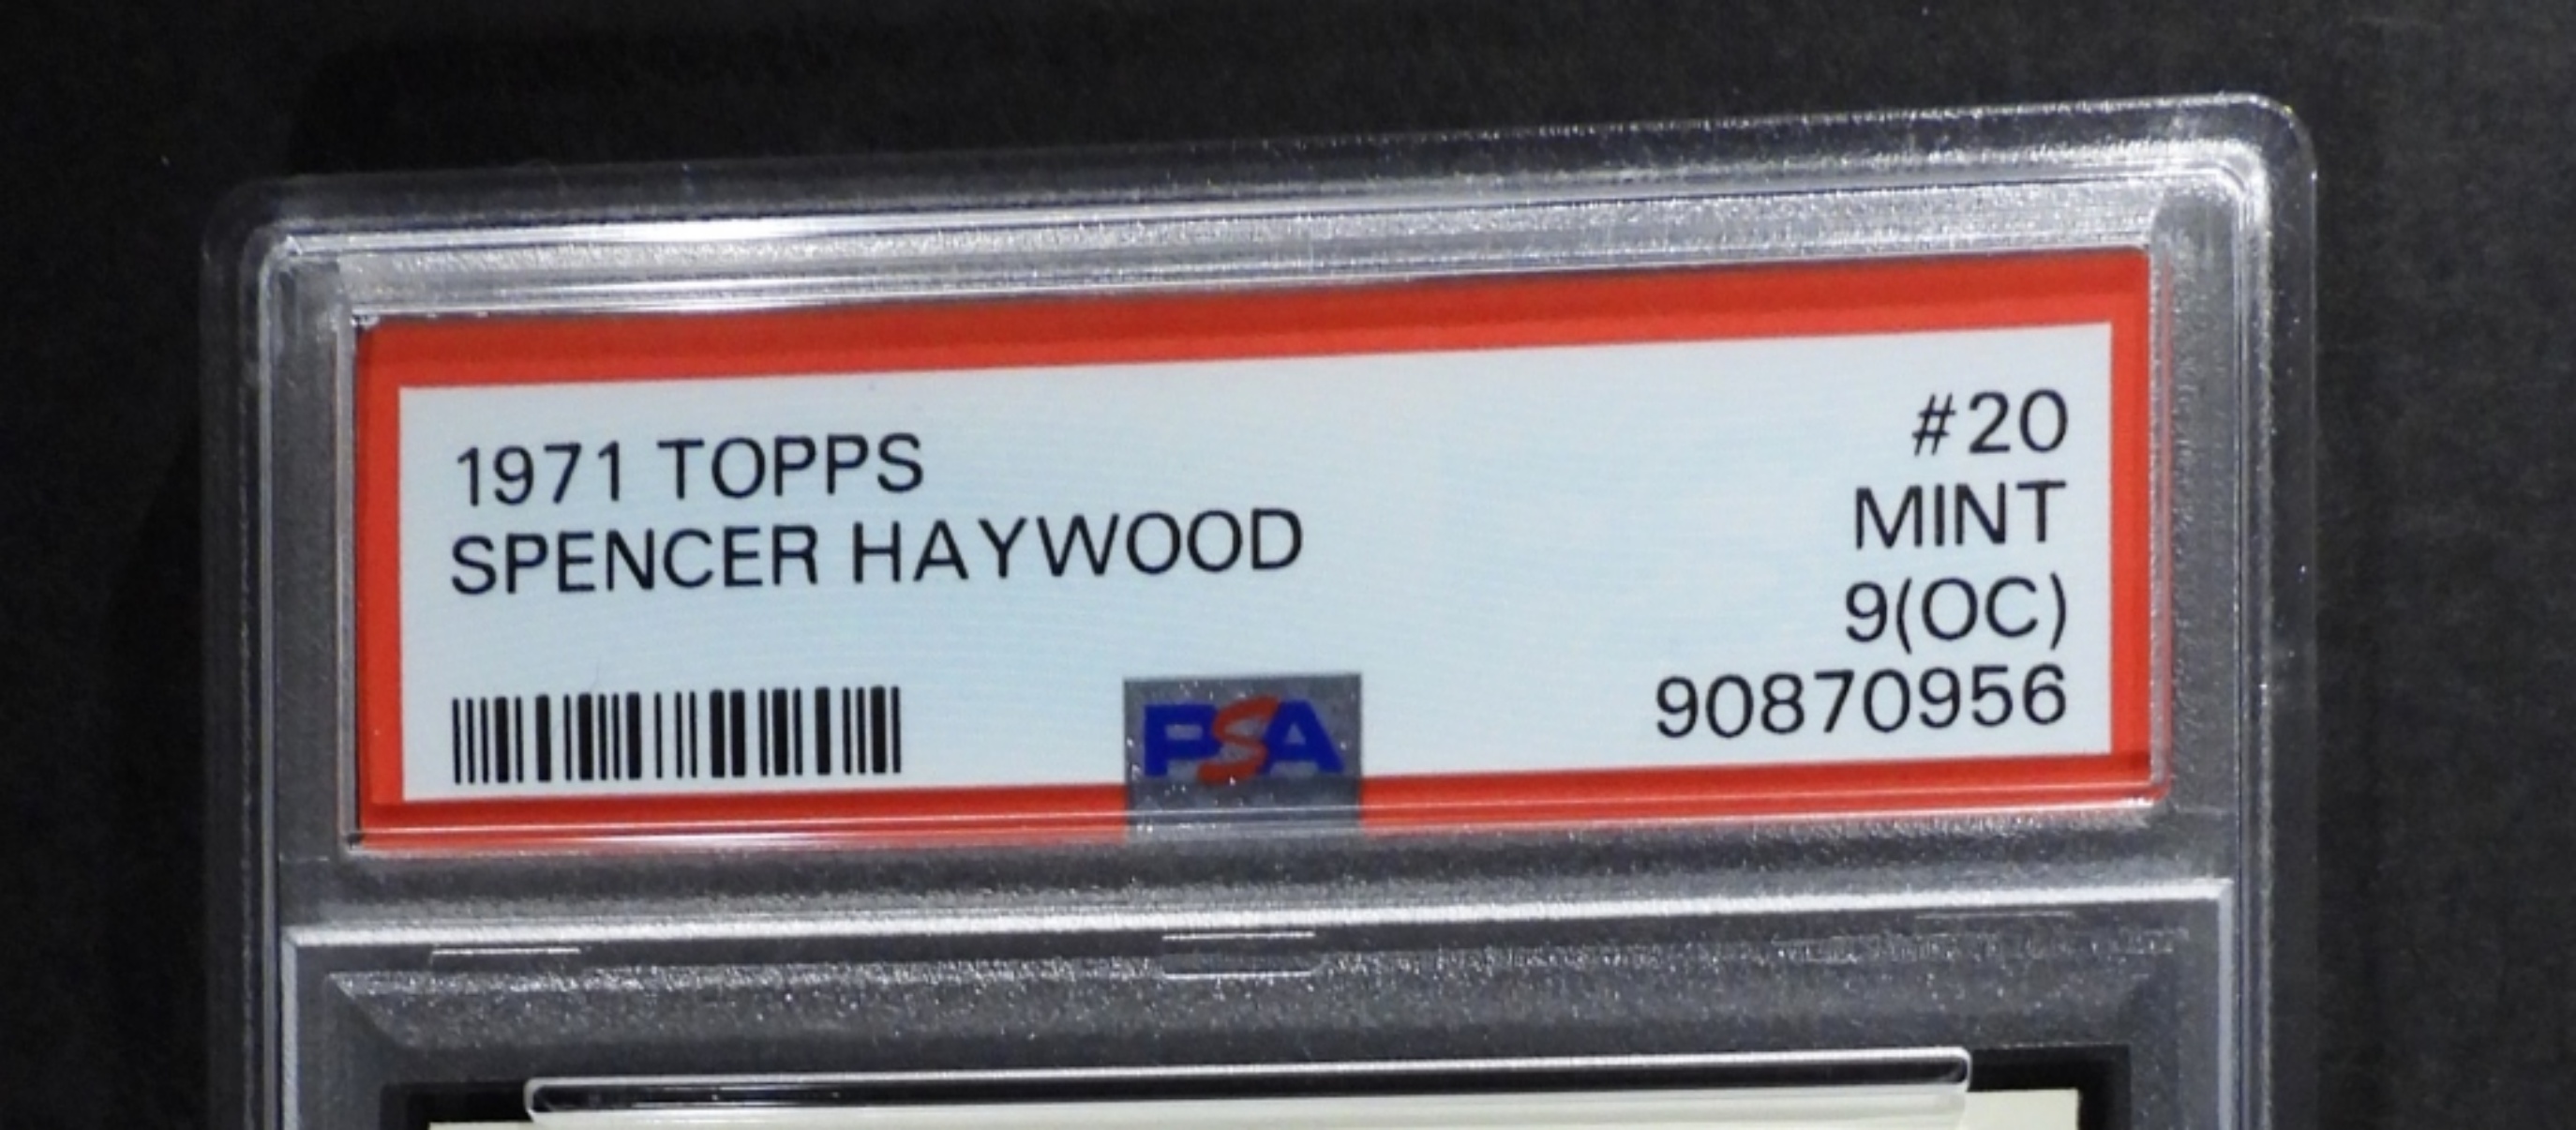 1971 TOPPS
SPENCER HAYWOOD
#20
MINT
9(OC)
90870956
PSA